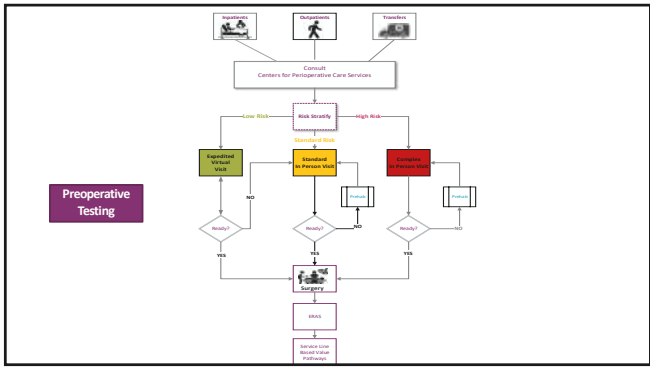 Inpatients
Outpatients
Transfers
Consult
Centers for Perioperative Care Services
Low Risk
Risk Stratify
High Risk
Standard Risk
Expedited
Virtual
Visit
Standard
In Person Visit
Complex
In Person Visit
Preoperative
Testing
NO
Prehab
Prehab
Ready?
Ready?
NO
Ready?
NO
YES
YES
YES
Surgery
ERAS
Service Line
Based Value
Pathways